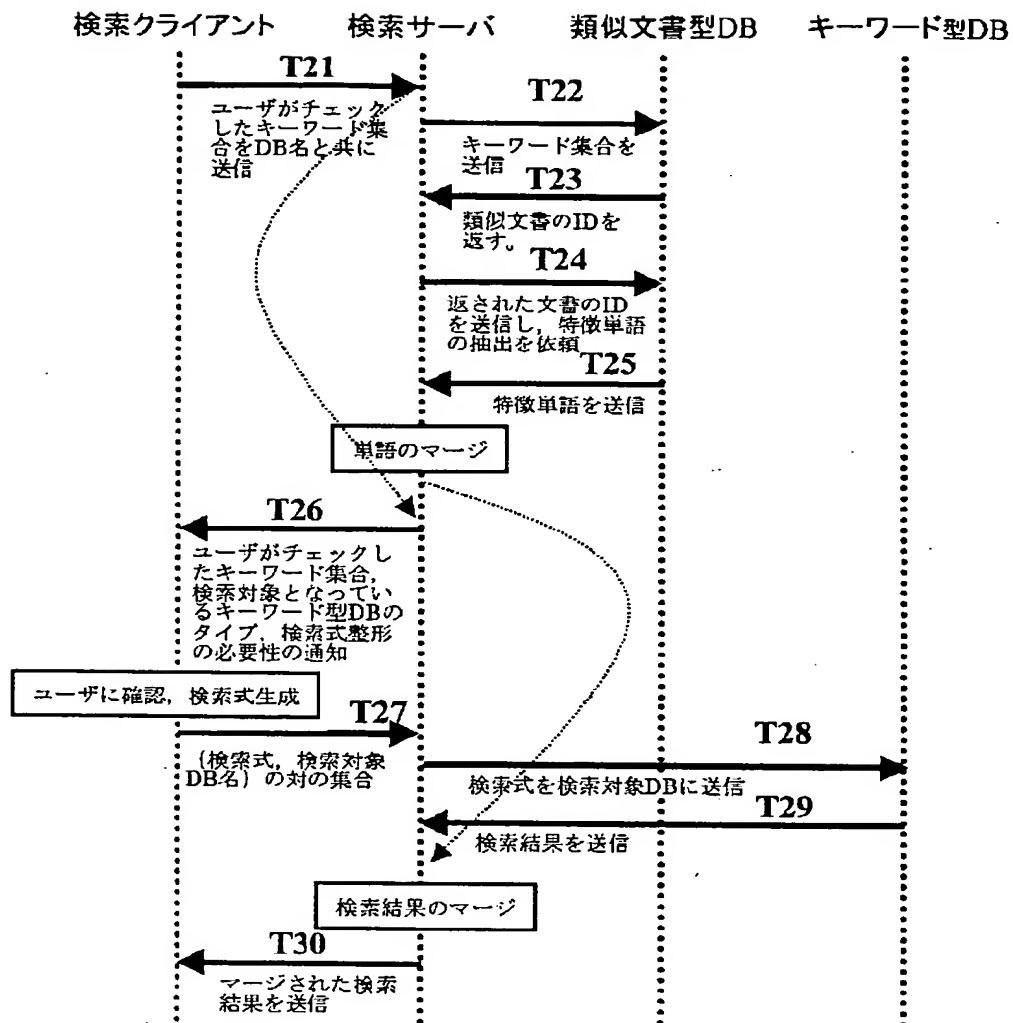 検索クライアント 検索サーバ 類似文書型DB キーワード型DB
T21
ユーザがチェック
したキーワード集
合をDB名と共に
送信
T22
キーワード集合を
送信
T23
類似文書のIDを
返す。
T24
返された文書のID
を送信し，特徴単語
の抽出を依頼
T25
特徴単語を送信
単語のマージ
T26
ユーザがチェックし
たキーワード集合，
検索対象となってい
るキーワード型DBの
タイプ，検索式整形
の必要性の通知
ユーザに確認，検索式生成
T27
（検索式，検索対象
DB名）の対の集合
T28
検索式を検索対象DBに送信
T29
検索結果を送信
検索結果のマージ
T30
マージされた検索
結果を送信